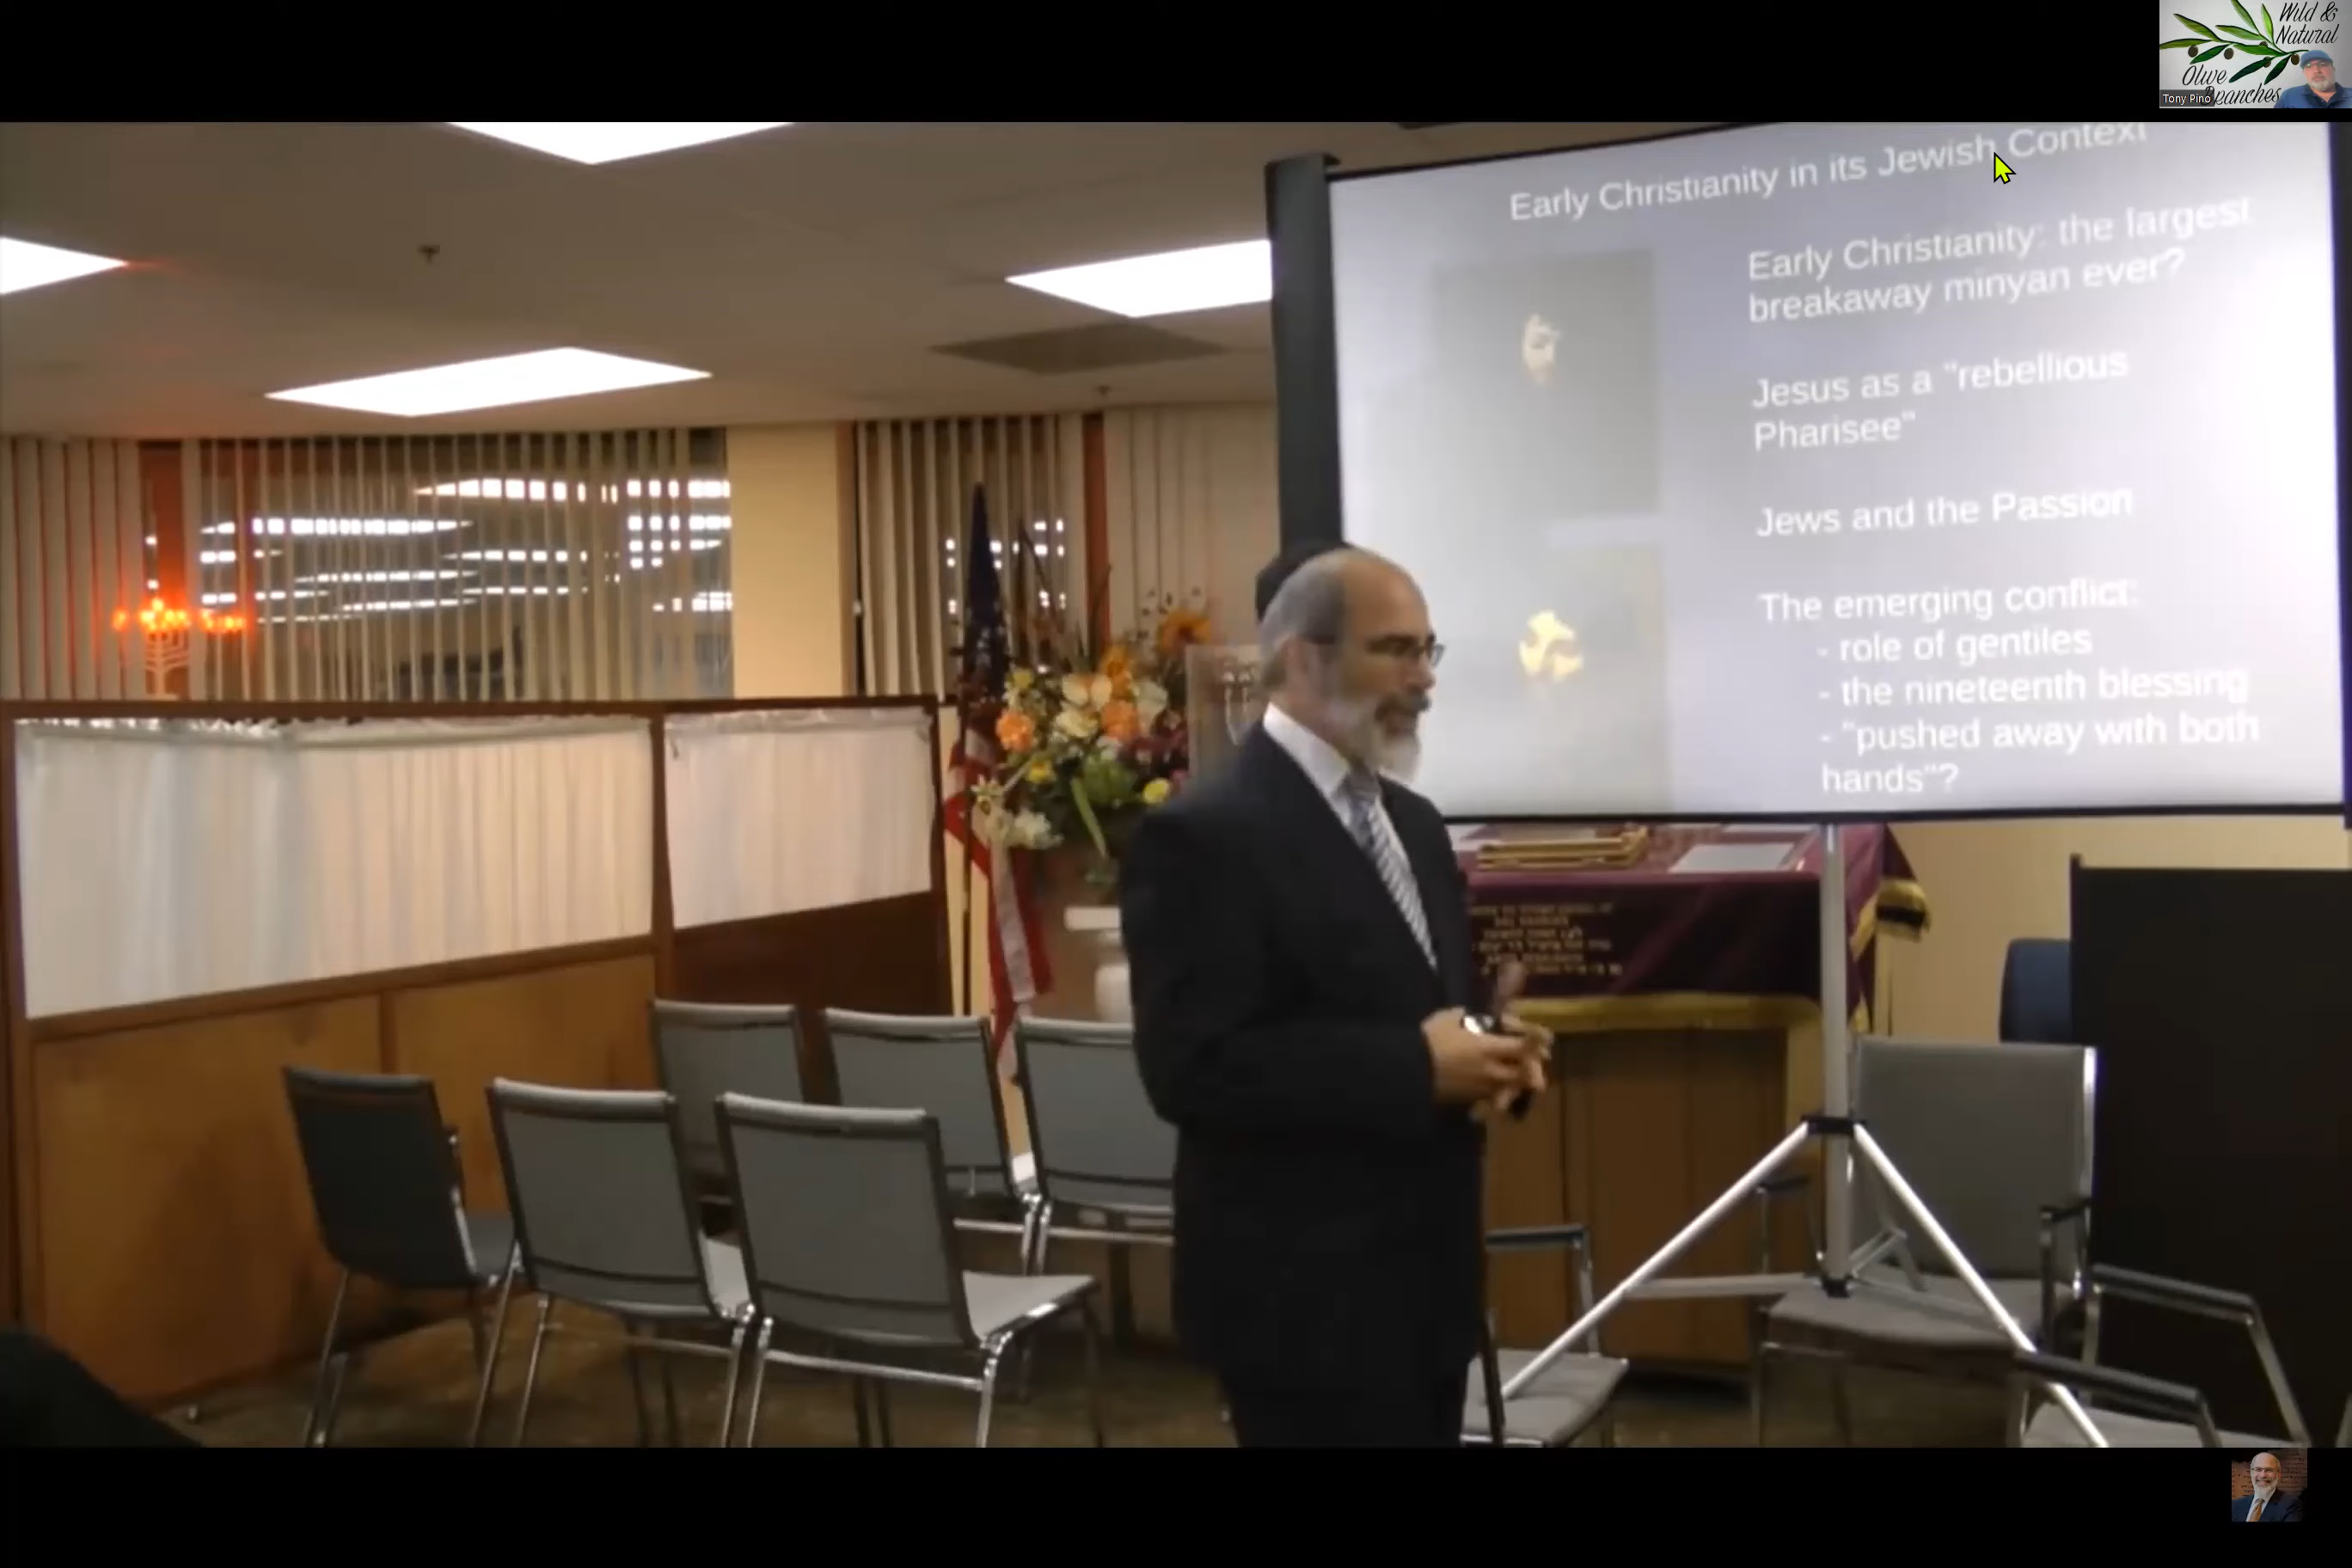 Wild &
Natural
Olive
Branches
Tony Pino
Early Christianity in its Jewish Context
Early Christianity: the largest
breakaway minyan ever?
Jesus as a "rebellious
Pharisee"
Jews and the Passion
The emerging conflict:
- role of gentiles
- the nineteenth blessing
- "pushed away with both
hands"?